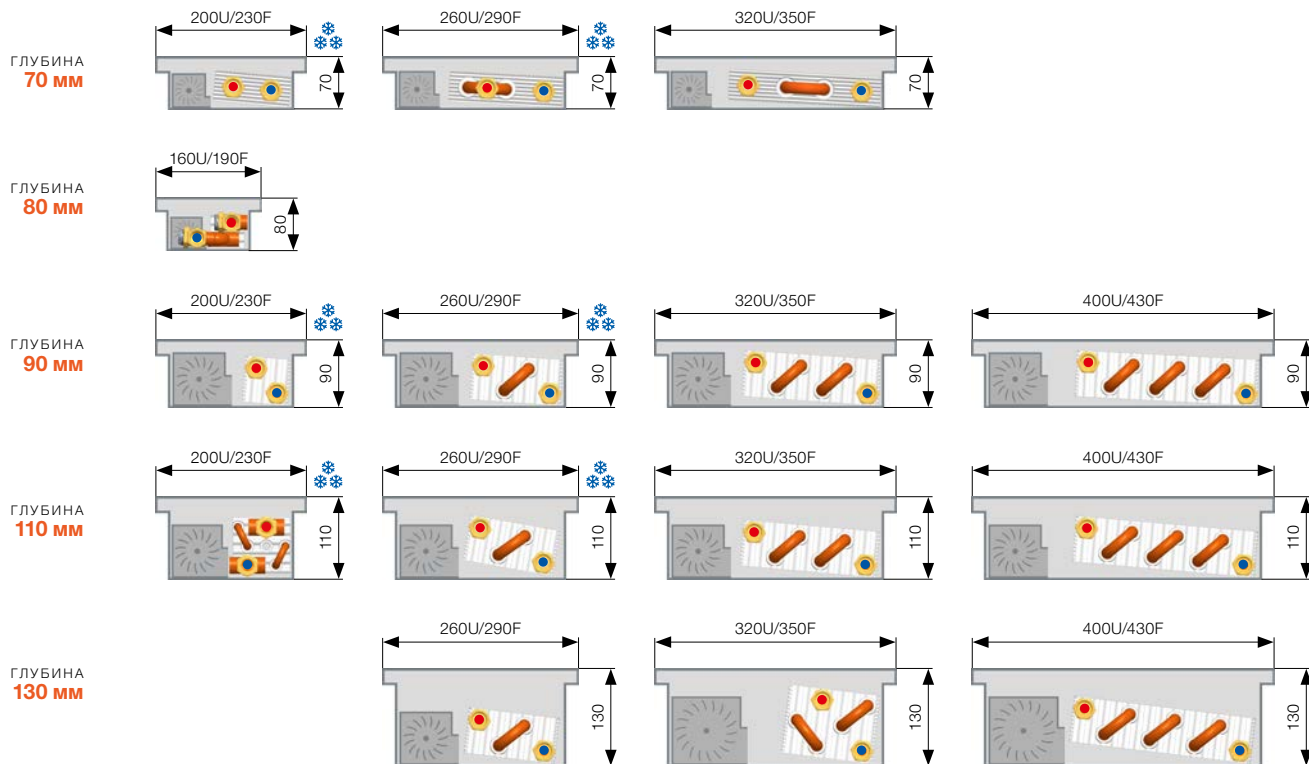 200U/230F 260U/290F 320U/350F
ГЛУБИНА
70 мм
70 70 70
160U/190F
ГЛУБИНА
80 мм
80
200U/230F 260U/290F 320U/350F 400U/430F
ГЛУБИНА
90 мм
90 90 90 90
200U/230F 260U/290F 320U/350F 400U/430F
ГЛУБИНА
110 мм
110 110 110 110
260U/290F 320U/350F 400U/430F
ГЛУБИНА
130 мм
130 130 130